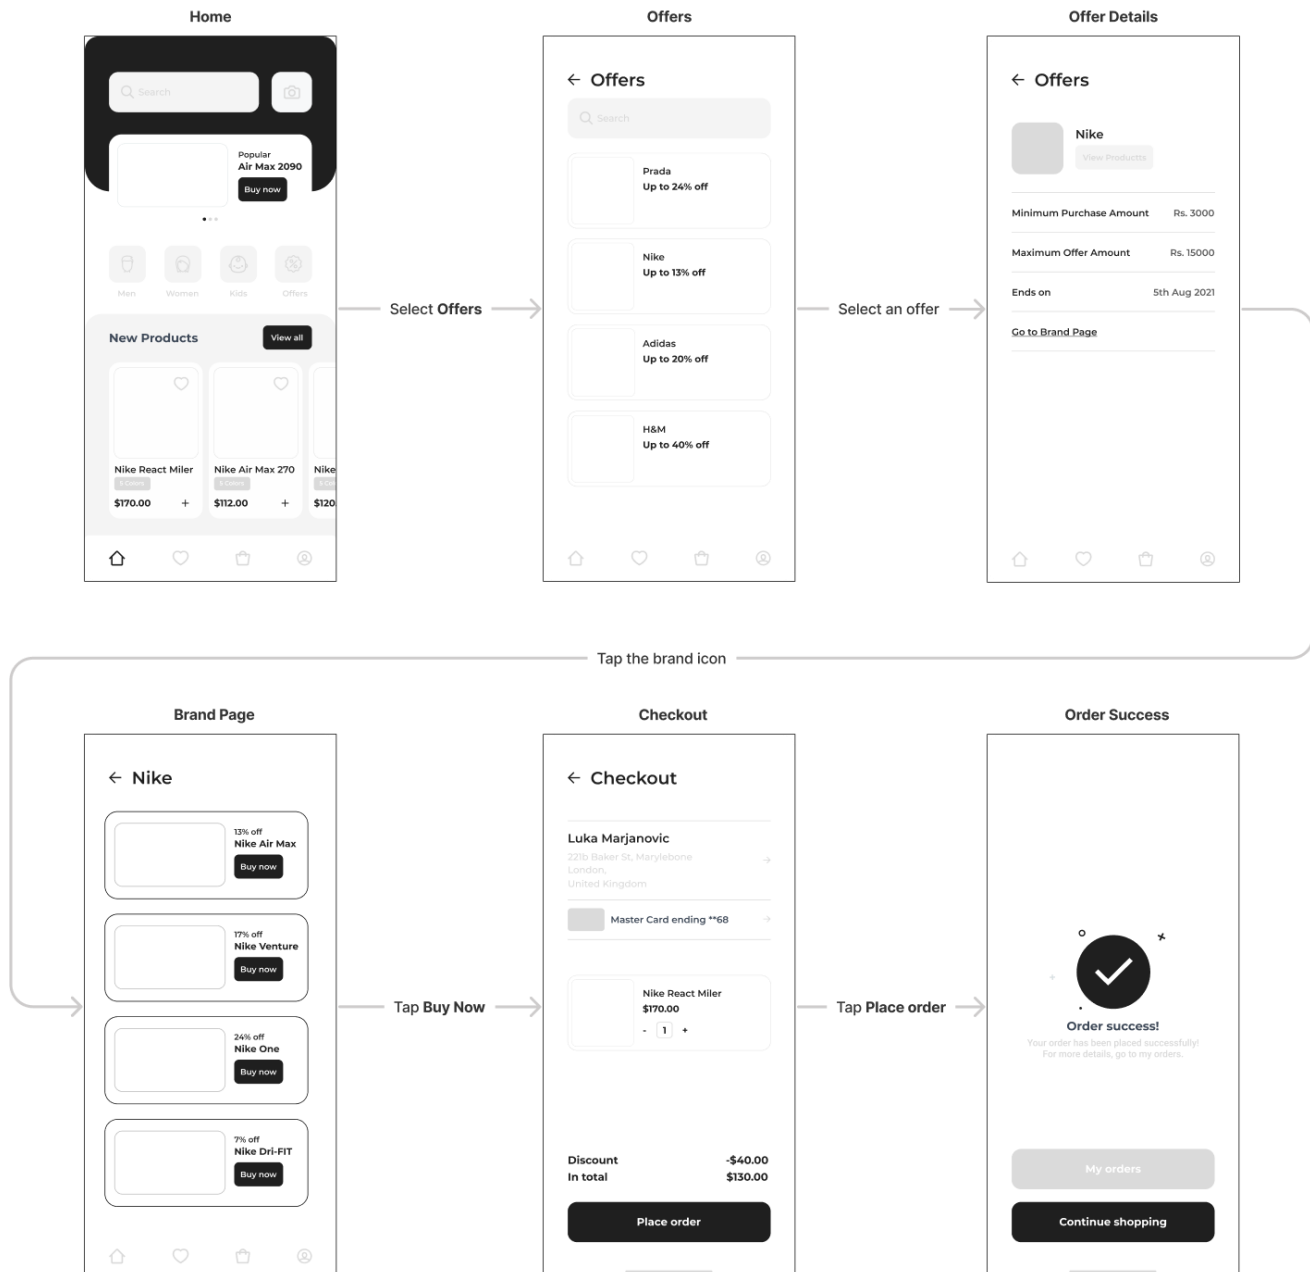 Home
Search
Popular
Air Max 2090
Buy now
Men Women Kids Offers
New Products View all
Nike React Miler Nike Air Max 270 Nike
5 Colors
$170.00 + $112.00 + $120.
Select Offers
Offers
Offers
Search
Prada
Up to 24% off
Nike
Up to 13% off
Adidas
Up to 20% off
H&M
Up to 40% off
Select an offer
Offer Details
Offers
Nike
View Productts
Minimum Purchase Amount Rs. 3000
Maximum Offer Amount Rs. 15000
Ends on 5th Aug 2021
Go to Brand Page
Tap the brand icon
Brand Page
Nike
13% off
Nike Air Max
Buy now
17% off
Nike Venture
Buy now
24% off
Nike One
Buy now
7% off
Nike Dri-FIT
Buy now
Tap Buy Now
Checkout
Checkout
Luka Marjanovic
221b Baker St, Marylebone
London,
United Kingdom
Master Card ending **68
Nike React Miler
$170.00
- 1 +
Discount -$40.00
In total $130.00
Place order
Tap Place order
Order Success
Order success!
Your order has been placed successfully!
For more details, go to my orders.
My orders
Continue shopping